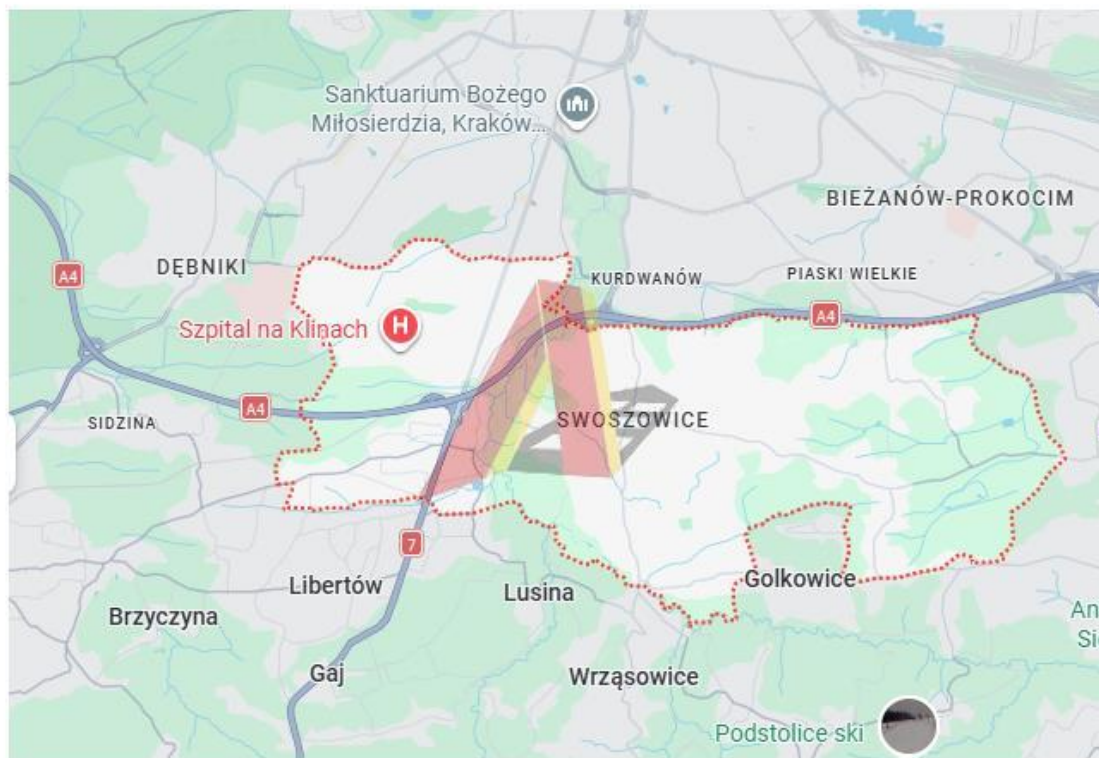 Sanktuarium Bożego
Miłosierdzia, Kraków...
BIEŻANÓW-PROKOCIM
DĘBNIKI
KURDWANÓW
PIASKI WIELKIE
A4
A4
Szpital na Klinach
H
A4
SIDZINA
SWOSZOWICE
7
Libertów
Lusina
Golkowice
Brzyczyna
Gaj
Wrząsowice
Podstolice ski